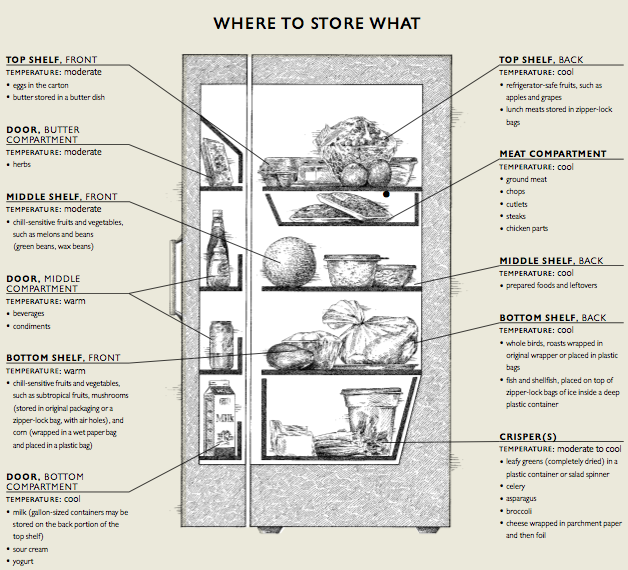 WHERE TO STORE WHAT
TOP SHELF, FRONT
TEMPERATURE: moderate
• eggs in the carton
• butter stored in a butter dish
DOOR, BUTTER
COMPARTMENT
TEMPERATURE: moderate
• herbs
MIDDLE SHELF, FRONT
TEMPERATURE: moderate
• chill-sensitive fruits and vegetables,
such as melons and beans
(green beans, wax beans)
DOOR, MIDDLE
COMPARTMENT
TEMPERATURE: warm
• beverages
• condiments
BOTTOM SHELF, FRONT
TEMPERATURE: warm
• chill-sensitive fruits and vegetables,
such as subtropical fruits, mushrooms
(stored in original packaging or a
zipper-lock bag, with air holes), and
corn (wrapped in a wet paper bag
and placed in a plastic bag)
DOOR, BOTTOM
COMPARTMENT
TEMPERATURE: cool
• milk (gallon-sized containers may be
stored on the back portion of the
top shelf)
• sour cream
• yogurt
Milk
TOP SHELF, BACK
TEMPERATURE: cool
• refrigerator-safe fruits, such as
apples and grapes
• lunch meats stored in zipper-lock
bags
MEAT COMPARTMENT
TEMPERATURE: cool
• ground meat
• chops
• cutlets
• steaks
• chicken parts
MIDDLE SHELF, BACK
TEMPERATURE: cool
• prepared foods and leftovers
BOTTOM SHELF, BACK
TEMPERATURE: cool
• whole birds, roasts wrapped in
original wrapper or placed in plastic
bags
• fish and shellfish, placed on top of
zipper-lock bags of ice inside a deep
plastic container
CRISPER(S)
TEMPERATURE: moderate to cool
• leafy greens (completely dried) in a
plastic container or salad spinner
• celery
• asparagus
• broccoli
• cheese wrapped in parchment paper
and then foil